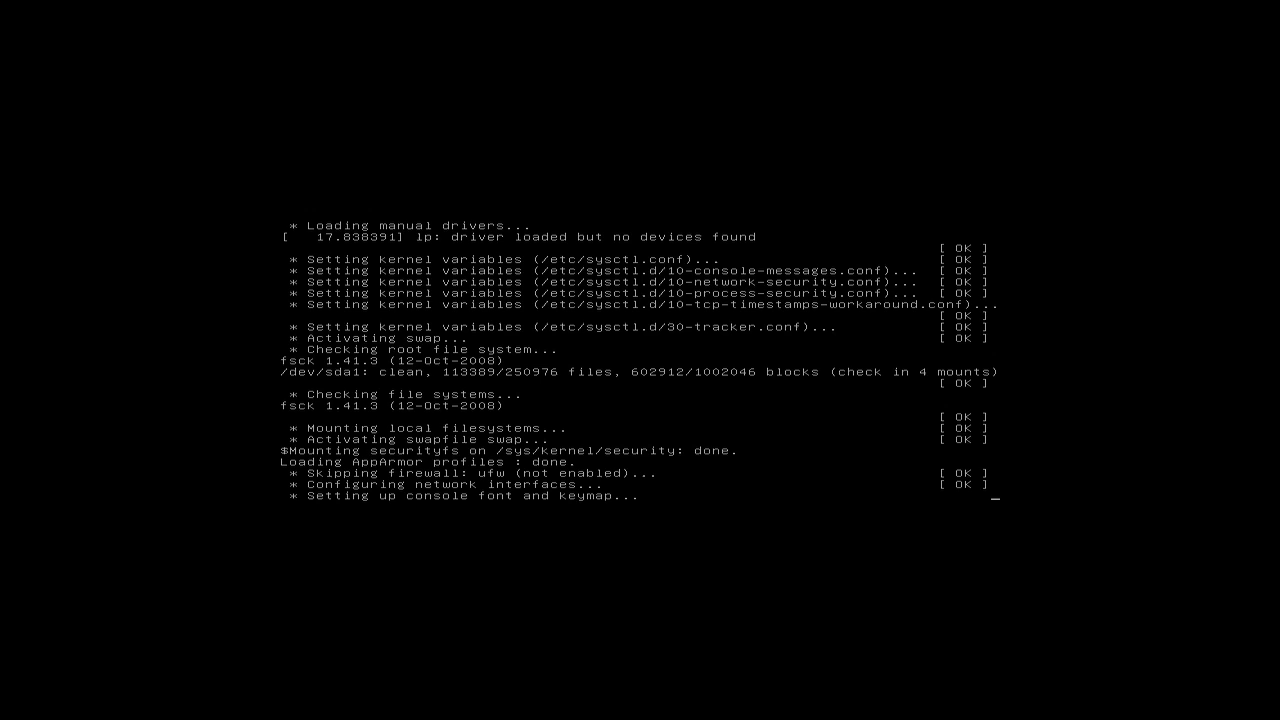 * Loading manual drivers...
[   17.838391] lp: driver loaded but no devices found
[ OK ]
 * Setting kernel variables (/etc/sysctl.conf)... [ OK ]
 * Setting kernel variables (/etc/sysctl.d/10-console-messages.conf)... [ OK ]
 * Setting kernel variables (/etc/sysctl.d/10-network-security.conf)... [ OK ]
 * Setting kernel variables (/etc/sysctl.d/10-process-security.conf)... [ OK ]
 * Setting kernel variables (/etc/sysctl.d/10-tcp-timestamps-workaround.conf)...
[ OK ]
 * Setting kernel variables (/etc/sysctl.d/30-tracker.conf)... [ OK ]
 * Activating swap... [ OK ]
 * Checking root file system...
fsck 1.41.3 (12-Oct-2008)
/dev/sda1: clean, 113389/250976 files, 602912/1002046 blocks (check in 4 mounts)
[ OK ]
 * Checking file systems...
fsck 1.41.3 (12-Oct-2008)
[ OK ]
 * Mounting local filesystems... [ OK ]
 * Activating swapfile swap... [ OK ]
$Mounting securityfs on /sys/kernel/security: done.
Loading AppArmor profiles : done.
 * Skipping firewall: ufw (not enabled)... [ OK ]
 * Configuring network interfaces... [ OK ]
 * Setting up console font and keymap... _